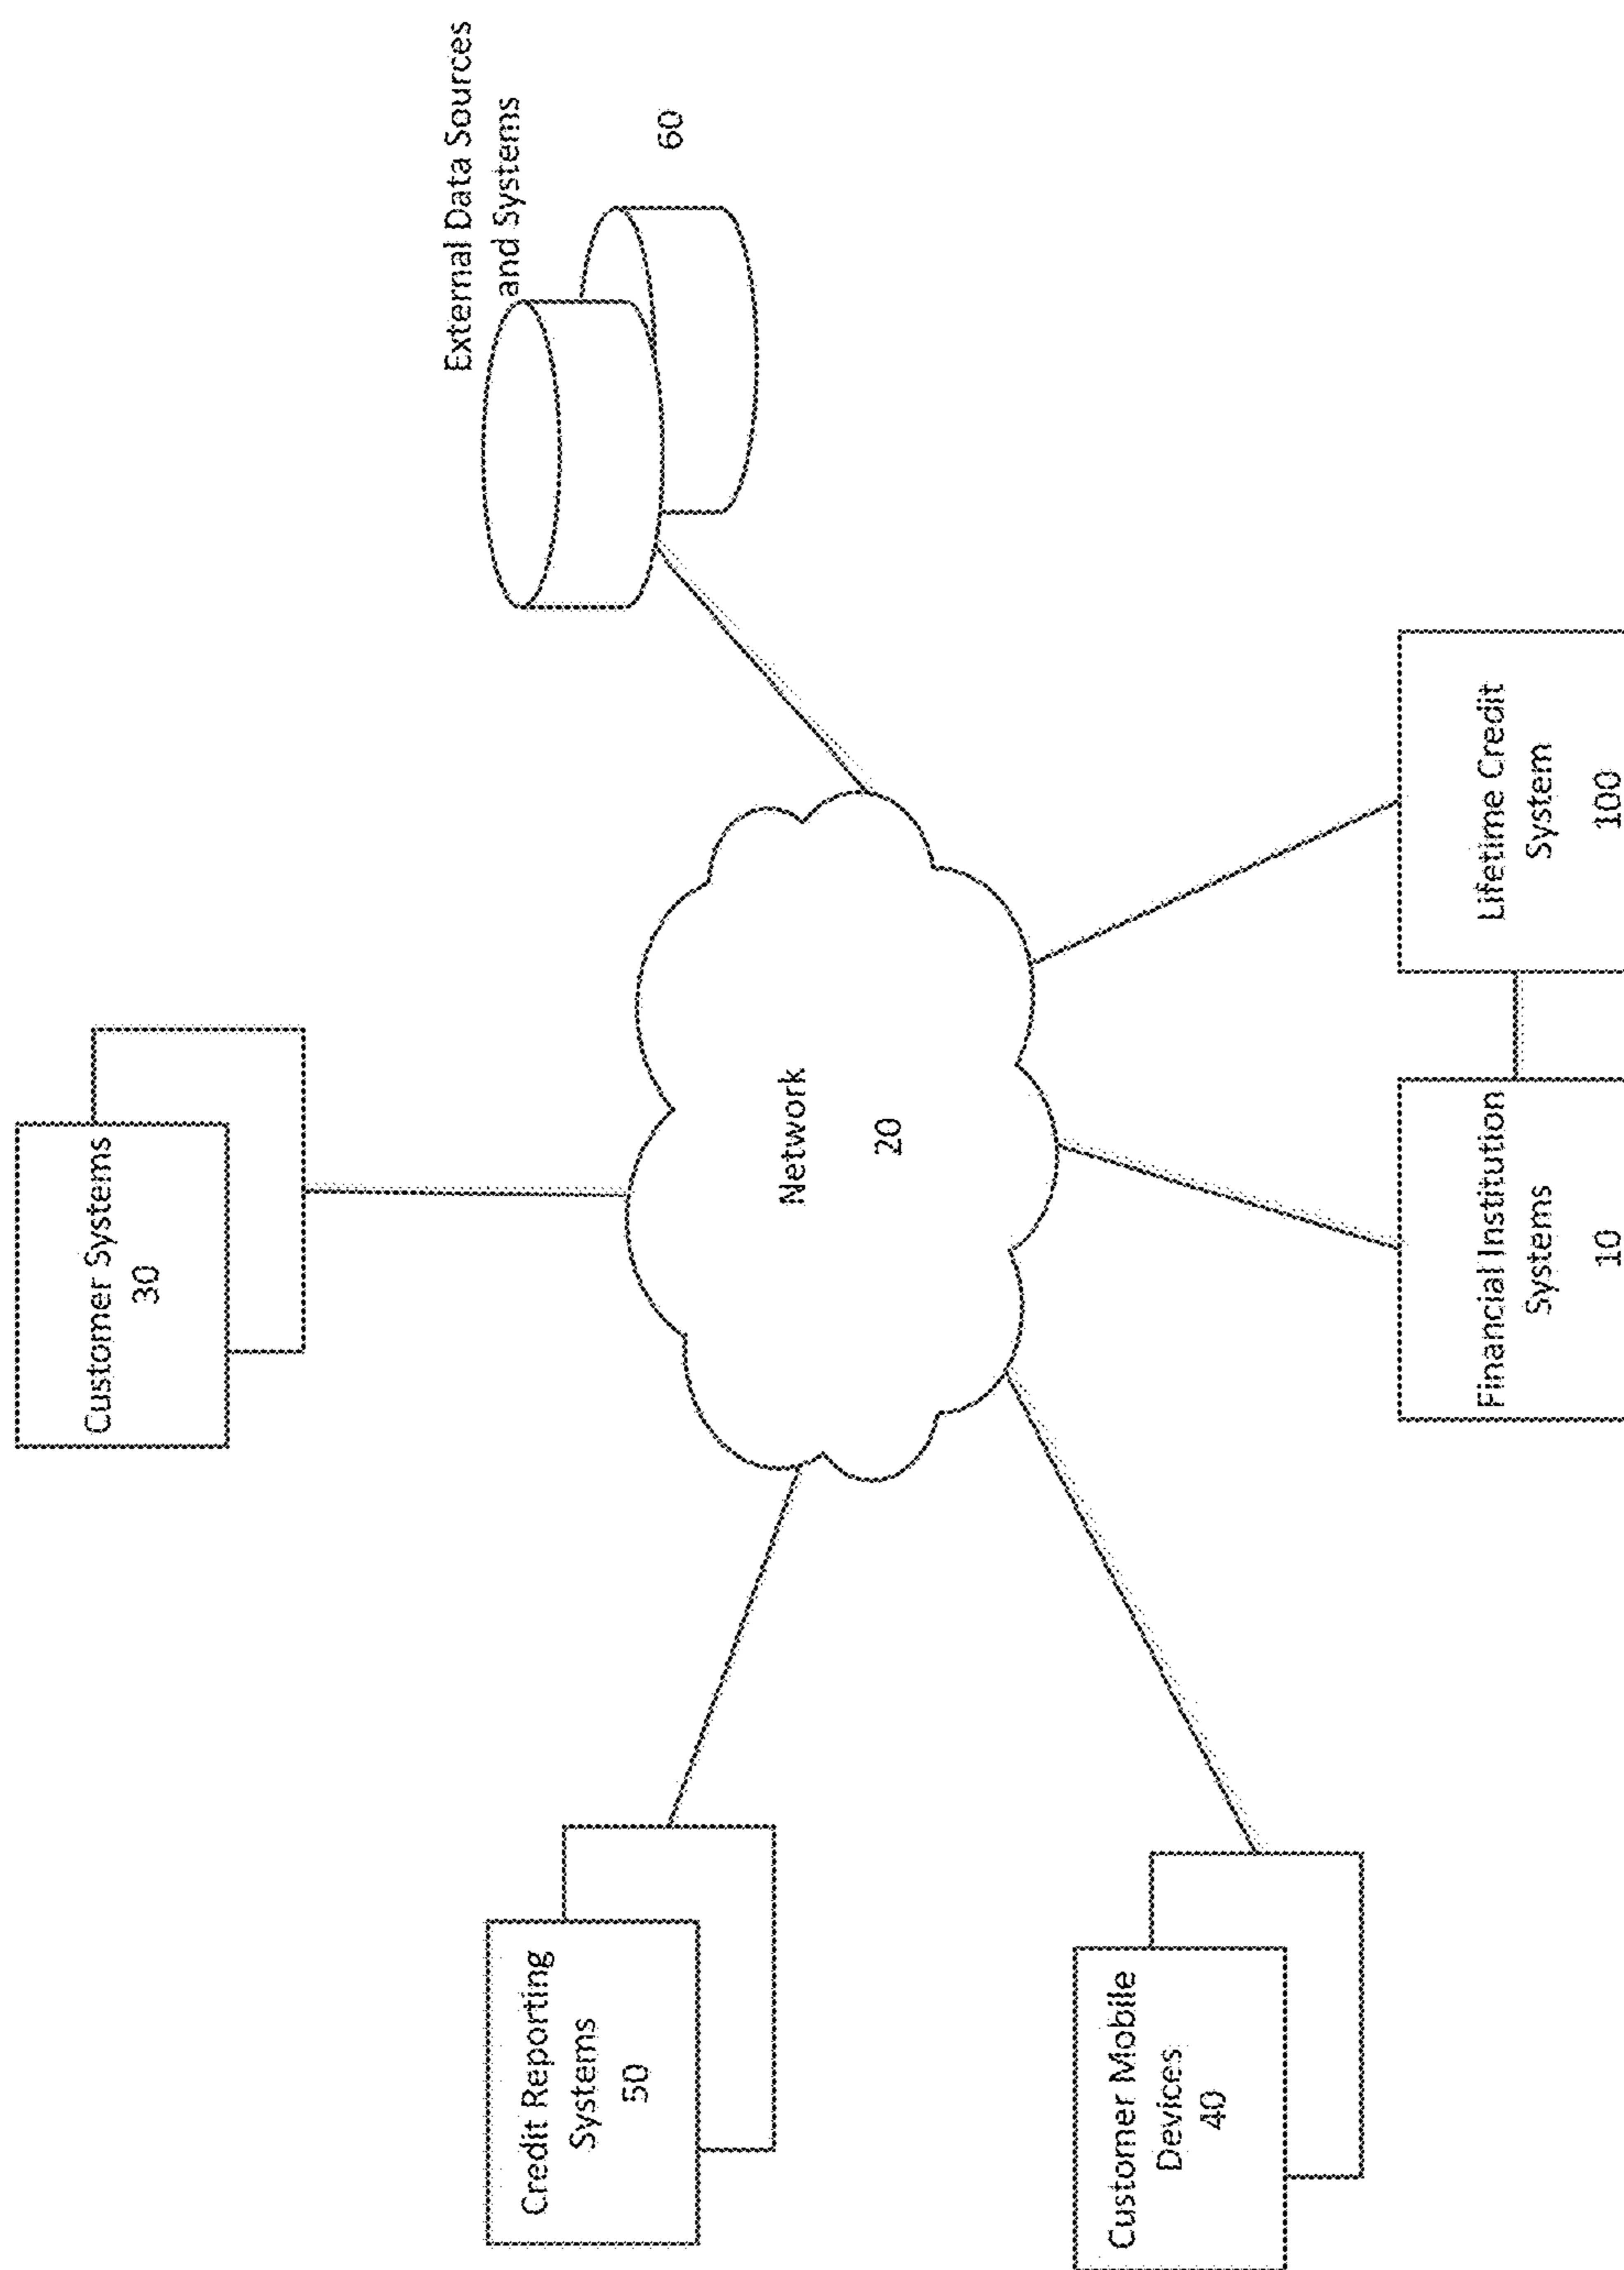 Customer Systems
30
External Data Sources
and Systems
60
Credit Reporting
Systems
50
Network
20
Customer Mobile
Devices
40
Financial Institution
Systems
10
Lifetime Credit
System
100